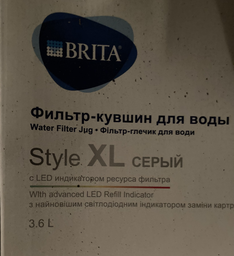 BRITA
Фильтр-кувшин для воды
Water Filter Jug • Фільтр-глечик для води
Style XL СЕРЫЙ
с LED индикатором ресурса фильтра
With advanced LED Refill Indicator
з найновішим світлодіодним індикатором заміни картр
3.6 L